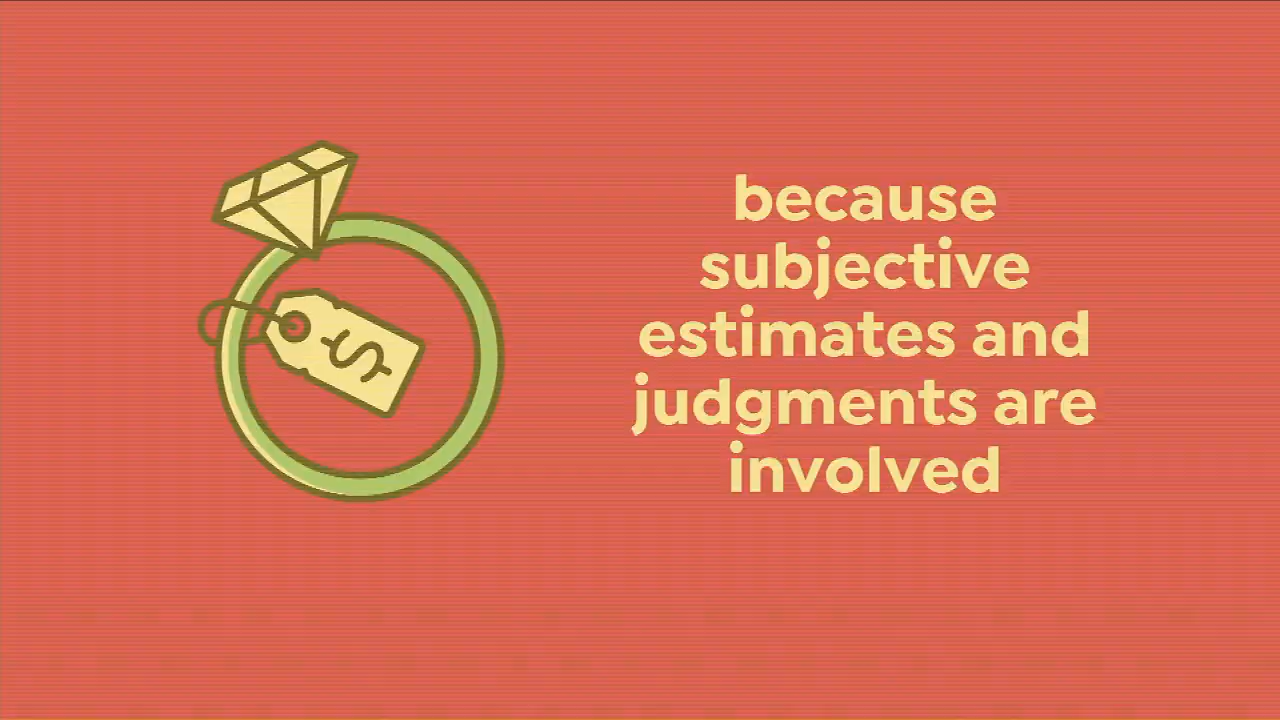 $
because
subjective
estimates and
judgments are
involved